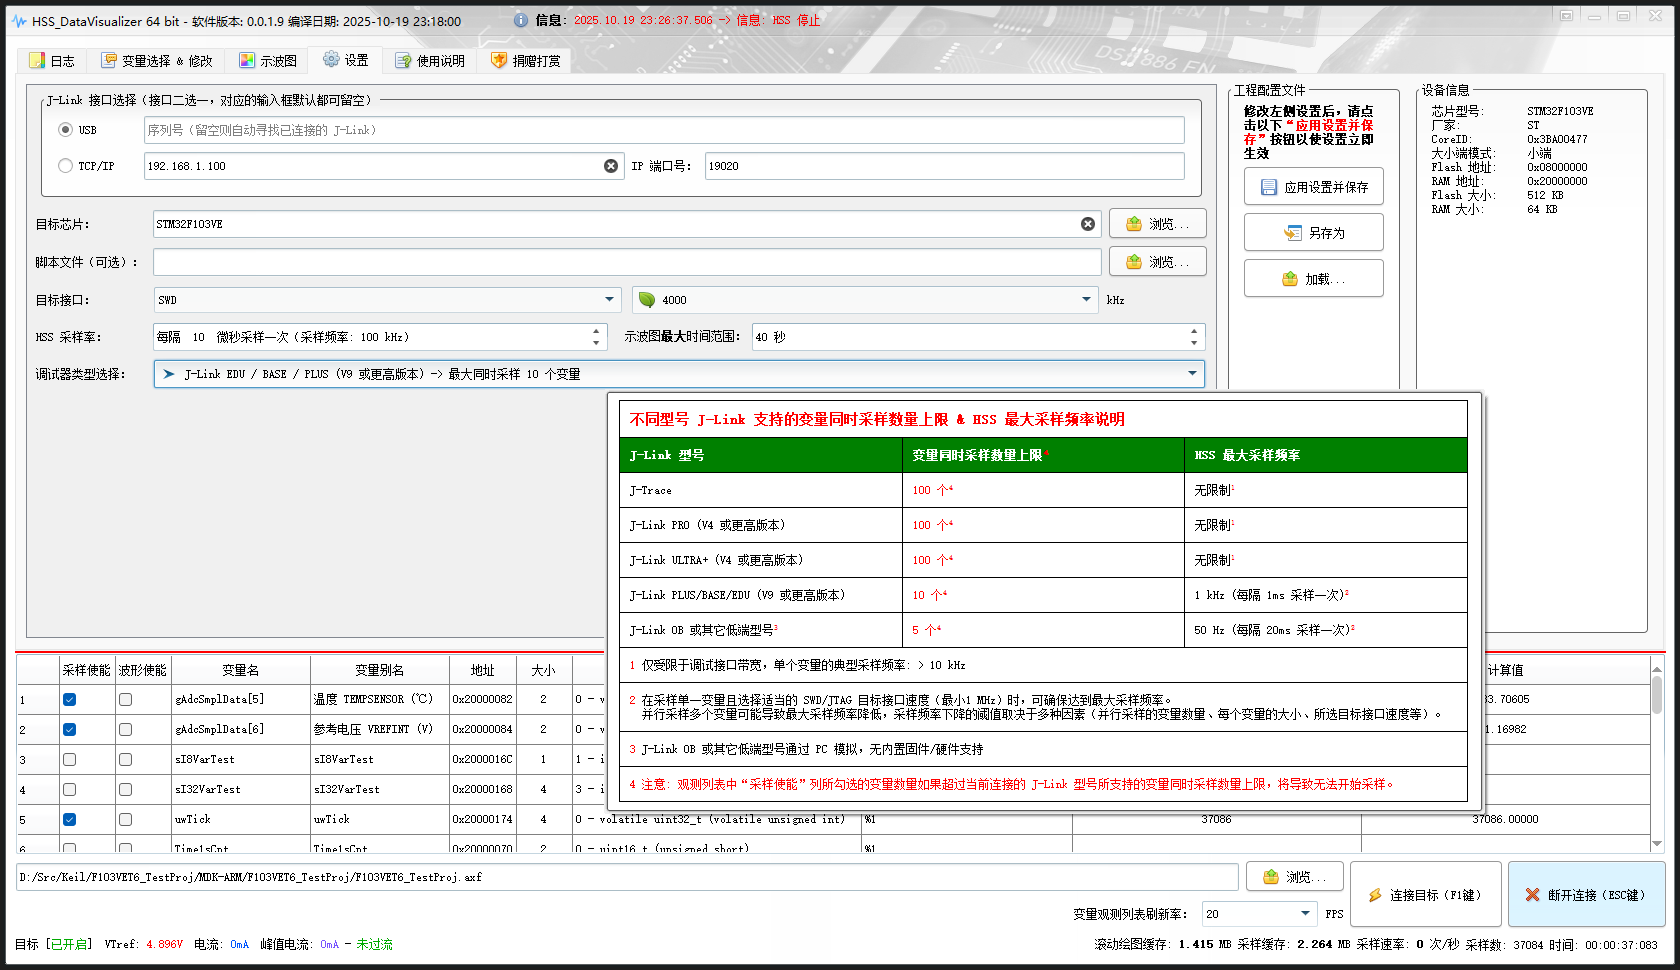 HSS_DataVisualizer 64 bit - 软件版本: 0.0.1.9 编译日期: 2025-10-19 23:18:00
信息: 2025.10.19 23:26:37.506 -> 信息: HSS 停止
日志
变量选择 & 修改
示波图
设置
使用说明
捐赠打赏
J-Link 接口选择（接口二选一，对应的输入框默认都可留空）
USB
序列号（留空则自动寻找已连接的 J-Link）
TCP/IP
192.168.1.100
IP 端口号:
19020
目标芯片:
STM32F103VE
浏览...
脚本文件（可选）:
浏览...
目标接口:
SWD
4000
kHz
HSS 采样率:
每隔 10 微秒采样一次（采样频率: 100 kHz）
示波图最大时间范围:
40 秒
调试器类型选择:
J-Link EDU / BASE / PLUS (V9 或更高版本) -> 最大同时采样 10 个变量
工程配置文件
修改左侧设置后，请点
击以下“应用设置并保
存”按钮以使设置立即
生效
应用设置并保存
另存为
加载...
设备信息
芯片型号: STM32F103VE
厂家: ST
CoreID: 0x3BA00477
大小端模式: 小端
Flash 地址: 0x08000000
RAM 地址: 0x20000000
Flash 大小: 512 KB
RAM 大小: 64 KB
不同型号 J-Link 支持的变量同时采样数量上限 & HSS 最大采样频率说明
J-Link 型号 变量同时采样数量上限4 HSS 最大采样频率
J-Trace 100 个4 无限制1
J-Link PRO (V4 或更高版本) 100 个4 无限制1
J-Link ULTRA+ (V4 或更高版本) 100 个4 无限制1
J-Link PLUS/BASE/EDU (V9 或更高版本) 10 个4 1 kHz (每隔 1ms 采样一次)2
J-Link OB 或其它低端型号3 5 个4 50 Hz (每隔 20ms 采样一次)2
1 仅受限于调试接口带宽，单个变量的典型采样频率: > 10 kHz
2 在采样单一变量且选择适当的 SWD/JTAG 目标接口速度（最小1 MHz）时，可确保达到最大采样频率。
并行采样多个变量可能导致最大采样频率降低，采样频率下降的阈值取决于多种因素（并行采样的变量数量、每个变量的大小、所选目标接口速度等）。
3 J-Link OB 或其它低端型号通过 PC 模拟，无内置固件/硬件支持
4 注意: 观测列表中“采样使能”列所勾选的变量数量如果超过当前连接的 J-Link 型号所支持的变量同时采样数量上限，将导致无法开始采样。
采样使能 波形使能 变量名 变量别名 地址 大小 计算值
1 gAdcSmplData[5] 温度 TEMPSENSOR (℃) 0x20000082 2 0 - v 33.70605
2 gAdcSmplData[6] 参考电压 VREFINT (V) 0x20000084 2 0 - v 1.16982
3 sI8VarTest sI8VarTest 0x2000016C 1 1 - i
4 sI32VarTest sI32VarTest 0x20000168 4 3 - i
5 uwTick uwTick 0x20000174 4 0 - volatile uint32_t (volatile unsigned int) %1 37086 37086.00000
6 Time1sCnt Time1sCnt 0x20000070 2 0 - uint16_t (unsigned short) %1
D:/Src/Keil/F103VET6_TestProj/MDK-ARM/F103VET6_TestProj/F103VET6_TestProj.axf
浏览...
连接目标（F1键）
断开连接（ESC键）
变量观测列表刷新率:
20
FPS
目标 [已开启] VTref: 4.896V 电流: 0mA 峰值电流: 0mA - 未过流
滚动绘图缓存: 1.415 MB 采样缓存: 2.264 MB 采样速率: 0 次/秒 采样数: 37084 时间: 00:00:37:083